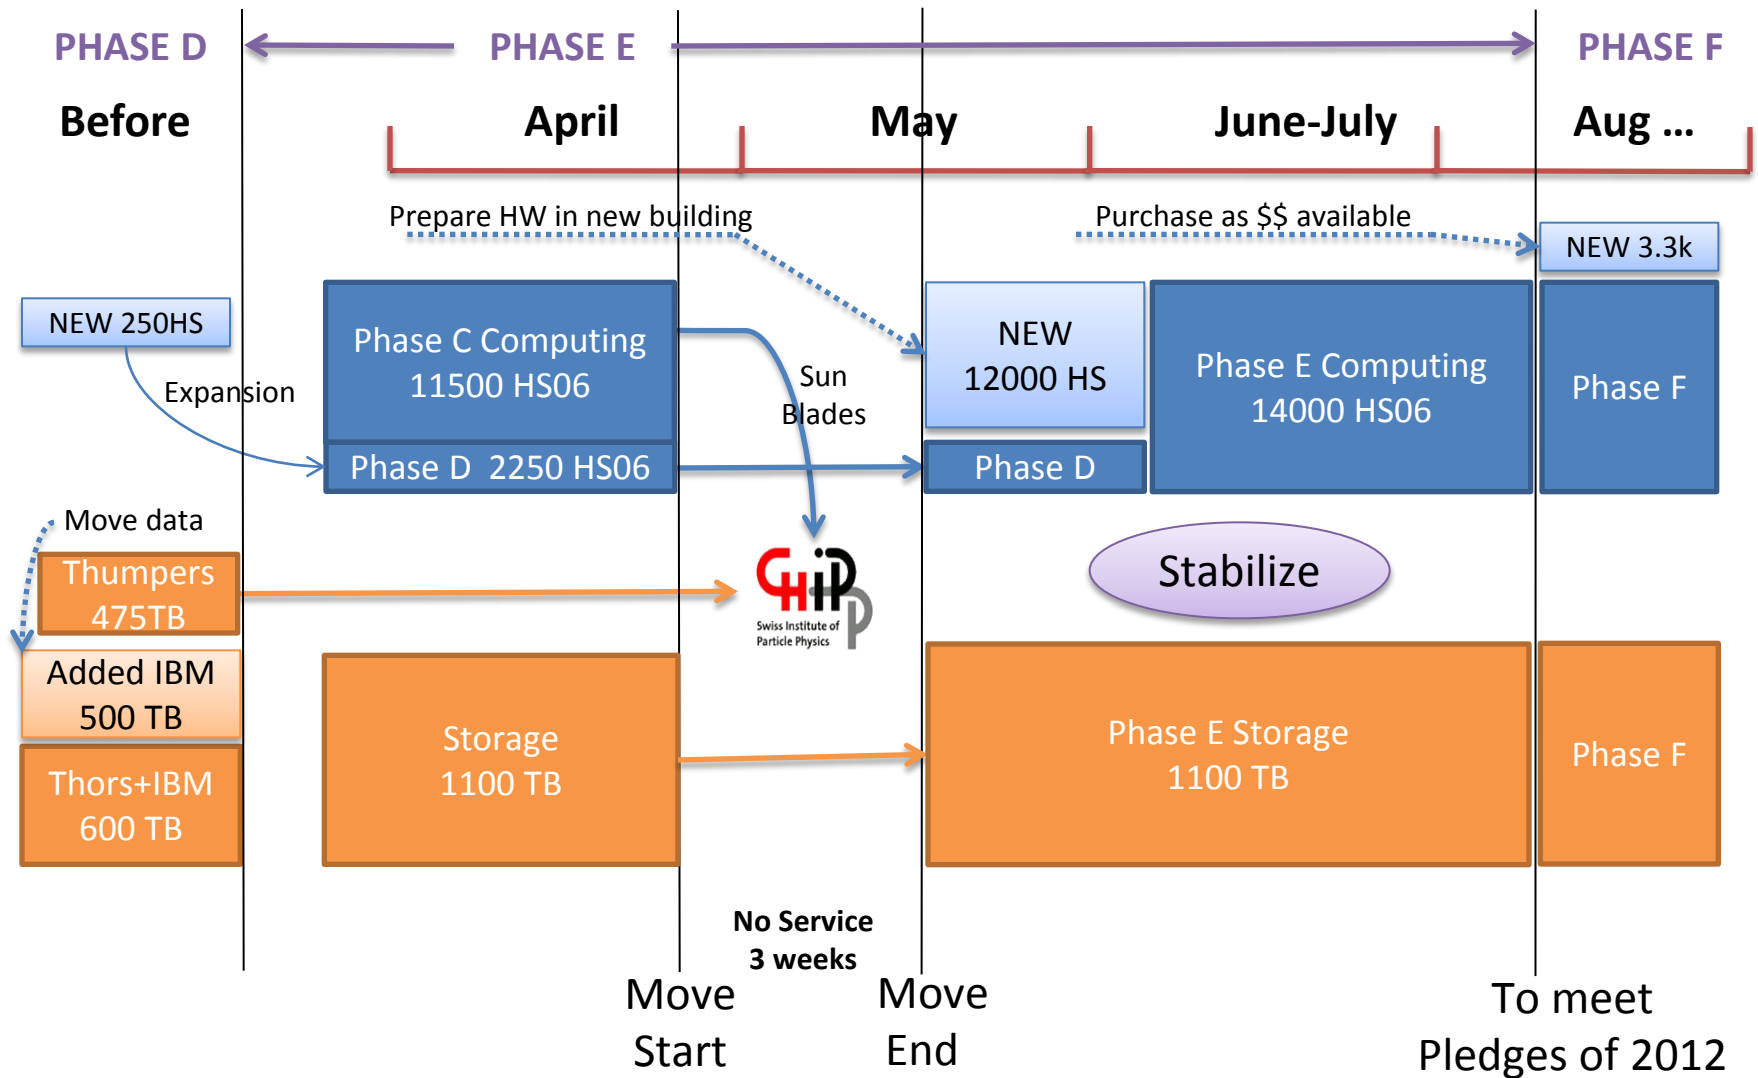 PHASE D
PHASE E
PHASE F
Before
April
May
June-July
Aug ...
Prepare HW in new building
Purchase as $$ available
NEW 3.3k
NEW 250HS
Expansion
Phase C Computing
11500 HS06
Phase D 2250 HS06
Sun
Blades
NEW
12000 HS
Phase D
Phase E Computing
14000 HS06
Phase F
Move data
Thumpers
475TB
Added IBM
500 TB
Thors+IBM
600 TB
CHiPP
Swiss Institute of
Particle Physics
Stabilize
Storage
1100 TB
Phase E Storage
1100 TB
Phase F
No Service
3 weeks
Move
Start
Move
End
To meet
Pledges of 2012